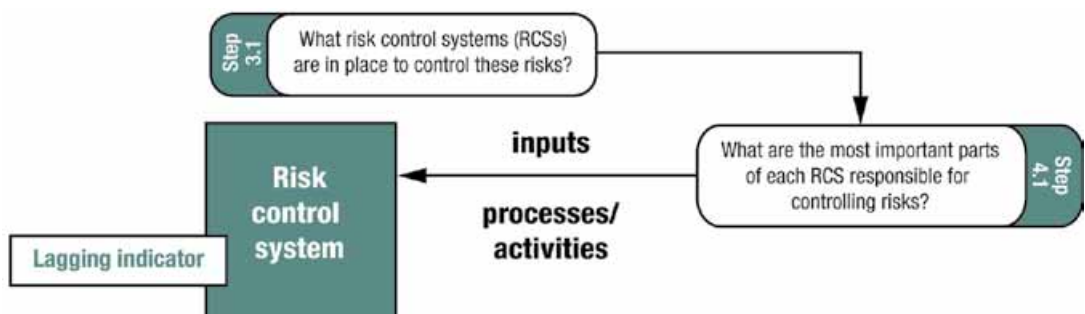 Step
3.1
What risk control systems (RCSs)
are in place to control these risks?
inputs
processes/
activities
What are the most important parts
of each RCS responsible for
controlling risks?
Step
4.1
Risk
control
system
Lagging indicator